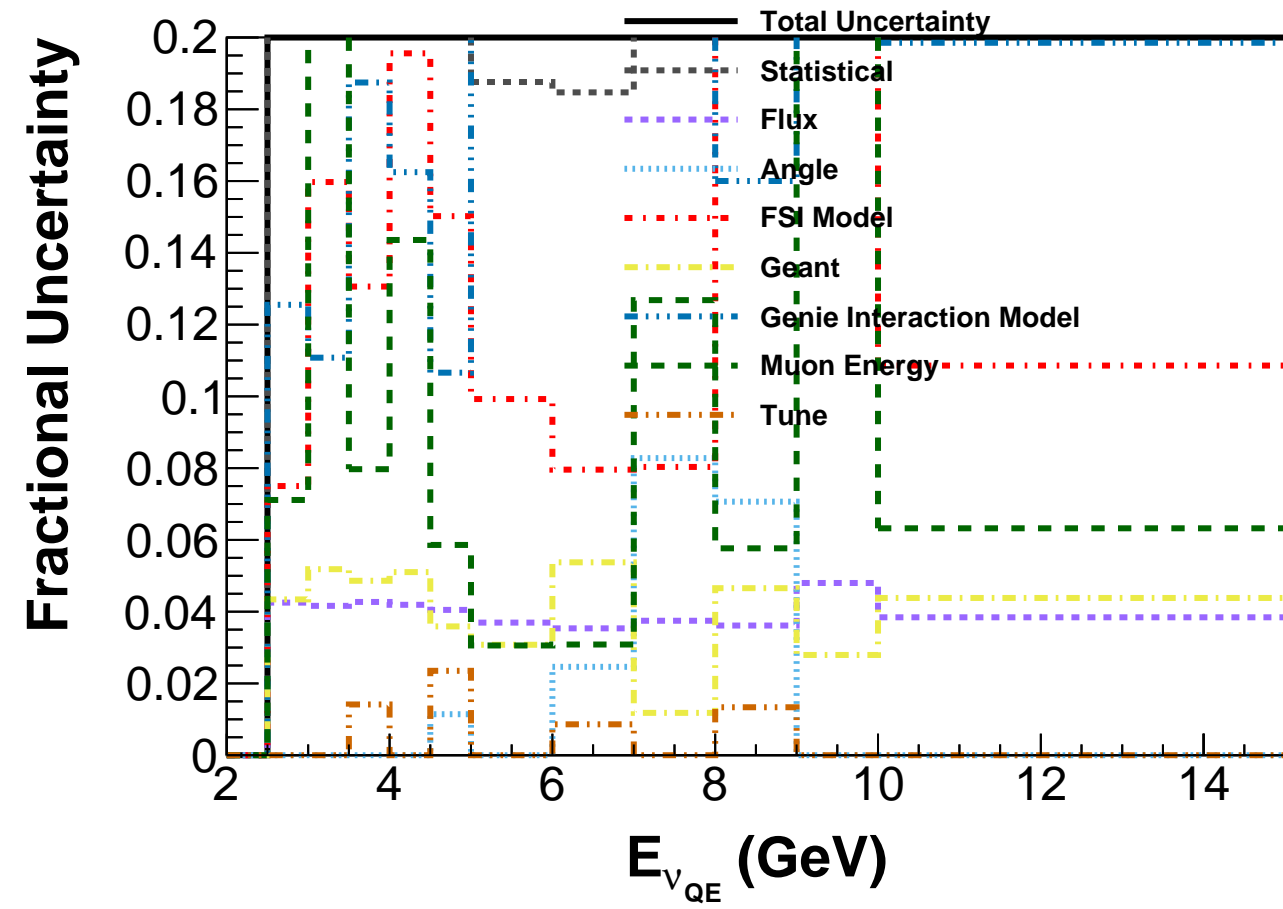 Fractional Uncertainty
0.2
0.18
0.16
0.14
0.12
0.1
0.08
0.06
0.04
0.02
0
Total Uncertainty
Statistical
Flux
Angle
FSI Model
Geant
Genie Interaction Model
Muon Energy
Tune
2 4 6 8 10 12 14
E_ν_QE (GeV)